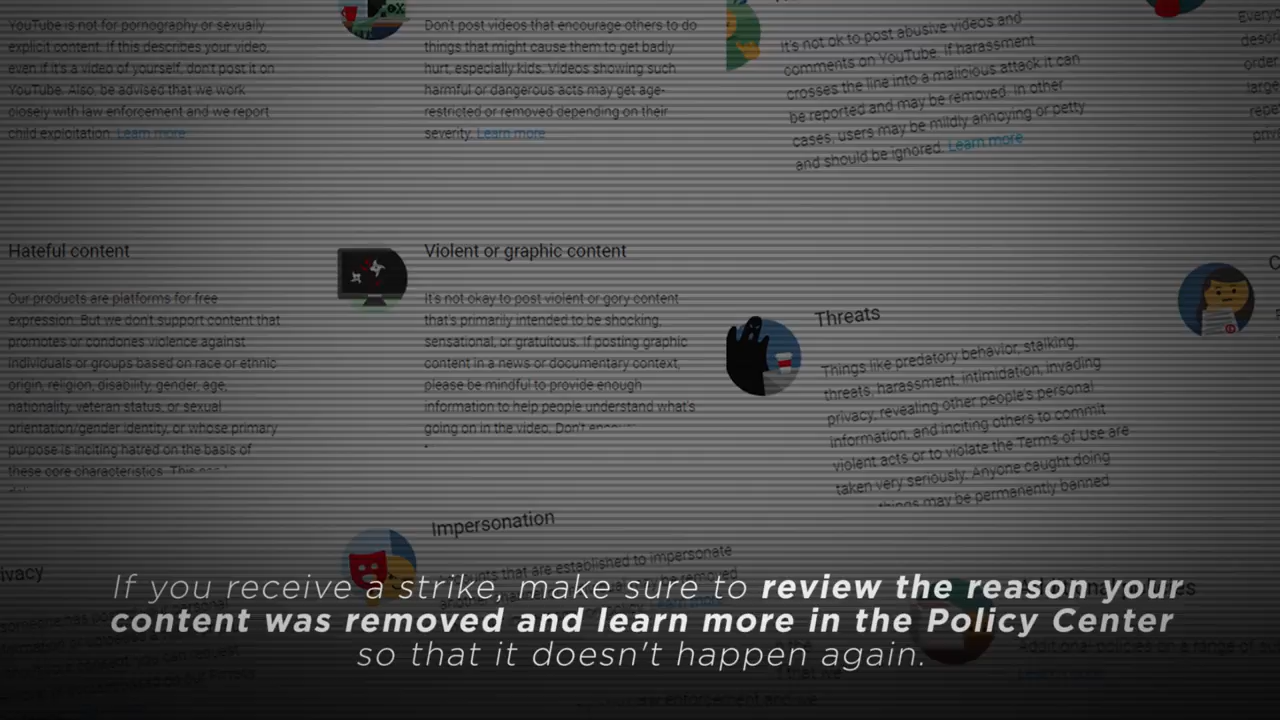 YouTube is not for pornography or sexually
explicit content. If this describes your video,
even if it's a video of yourself, don't post it on
YouTube. Also, be advised that we work
closely with law enforcement and we report
child exploitation. Learn more
Don't post videos that encourage others to do
things that might cause them to get badly
hurt, especially kids. Videos showing such
harmful or dangerous acts may get age-
restricted or removed depending on their
severity. Learn more
It's not ok to post abusive videos and
comments on YouTube. If harassment
crosses the line into a malicious attack it can
be reported and may be removed. In other
cases, users may be mildly annoying or petty
and should be ignored. Learn more
Hateful content
Our products are platforms for free
expression. But we don't support content that
promotes or condones violence against
individuals or groups based on race or ethnic
origin, religion, disability, gender, age,
nationality, veteran status, or sexual
orientation/gender identity, or whose primary
purpose is inciting hatred on the basis of
these core characteristics. This
Violent or graphic content
It's not okay to post violent or gory content
that's primarily intended to be shocking,
sensational, or gratuitous. If posting graphic
content in a news or documentary context,
please be mindful to provide enough
information to help people understand what's
going on in the video. Don't
Threats
Things like predatory behavior, stalking,
threats, harassment, intimidation, invading
privacy, revealing other people's personal
information, and inciting others to commit
violent acts or to violate the Terms of Use are
taken very seriously. Anyone caught doing
things may be permanently banned
Impersonation
that are established to impersonate
If you receive a strike, make sure to review the reason your
content was removed and learn more in the Policy Center
so that it doesn't happen again.